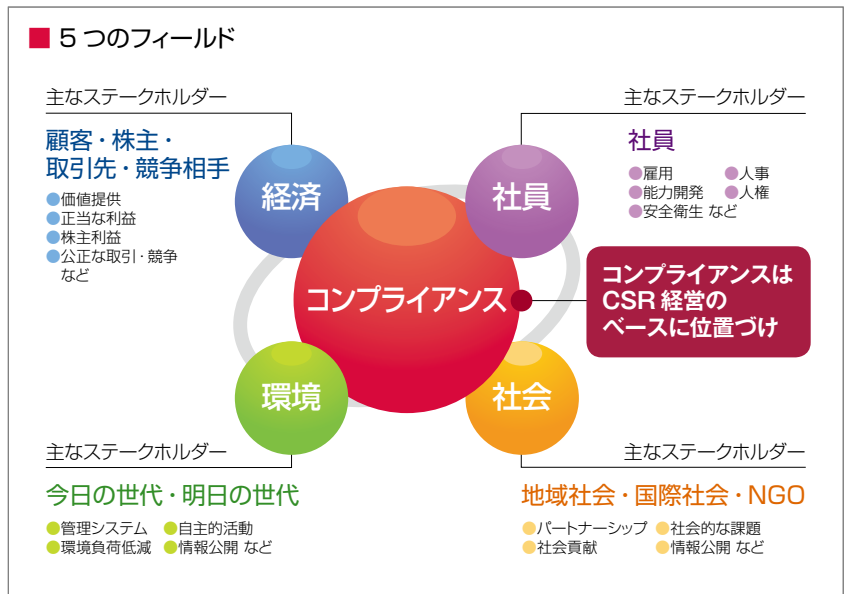 ■ 5 つのフィールド
主なステークホルダー
顧客・株主・
取引先・競争相手
●価値提供
●正当な利益
●株主利益
●公正な取引・競争
など
経済
主なステークホルダー
社員
●雇用 ●人事
●能力開発 ●人権
●安全衛生 など
社員
コンプライアンス
コンプライアンスは
CSR 経営の
ベースに位置づけ
環境
主なステークホルダー
今日の世代・明日の世代
●管理システム ●自主的活動
●環境負荷低減 ●情報公開 など
社会
主なステークホルダー
地域社会・国際社会・NGO
●パートナーシップ ●社会的な課題
●社会貢献 ●情報公開 など